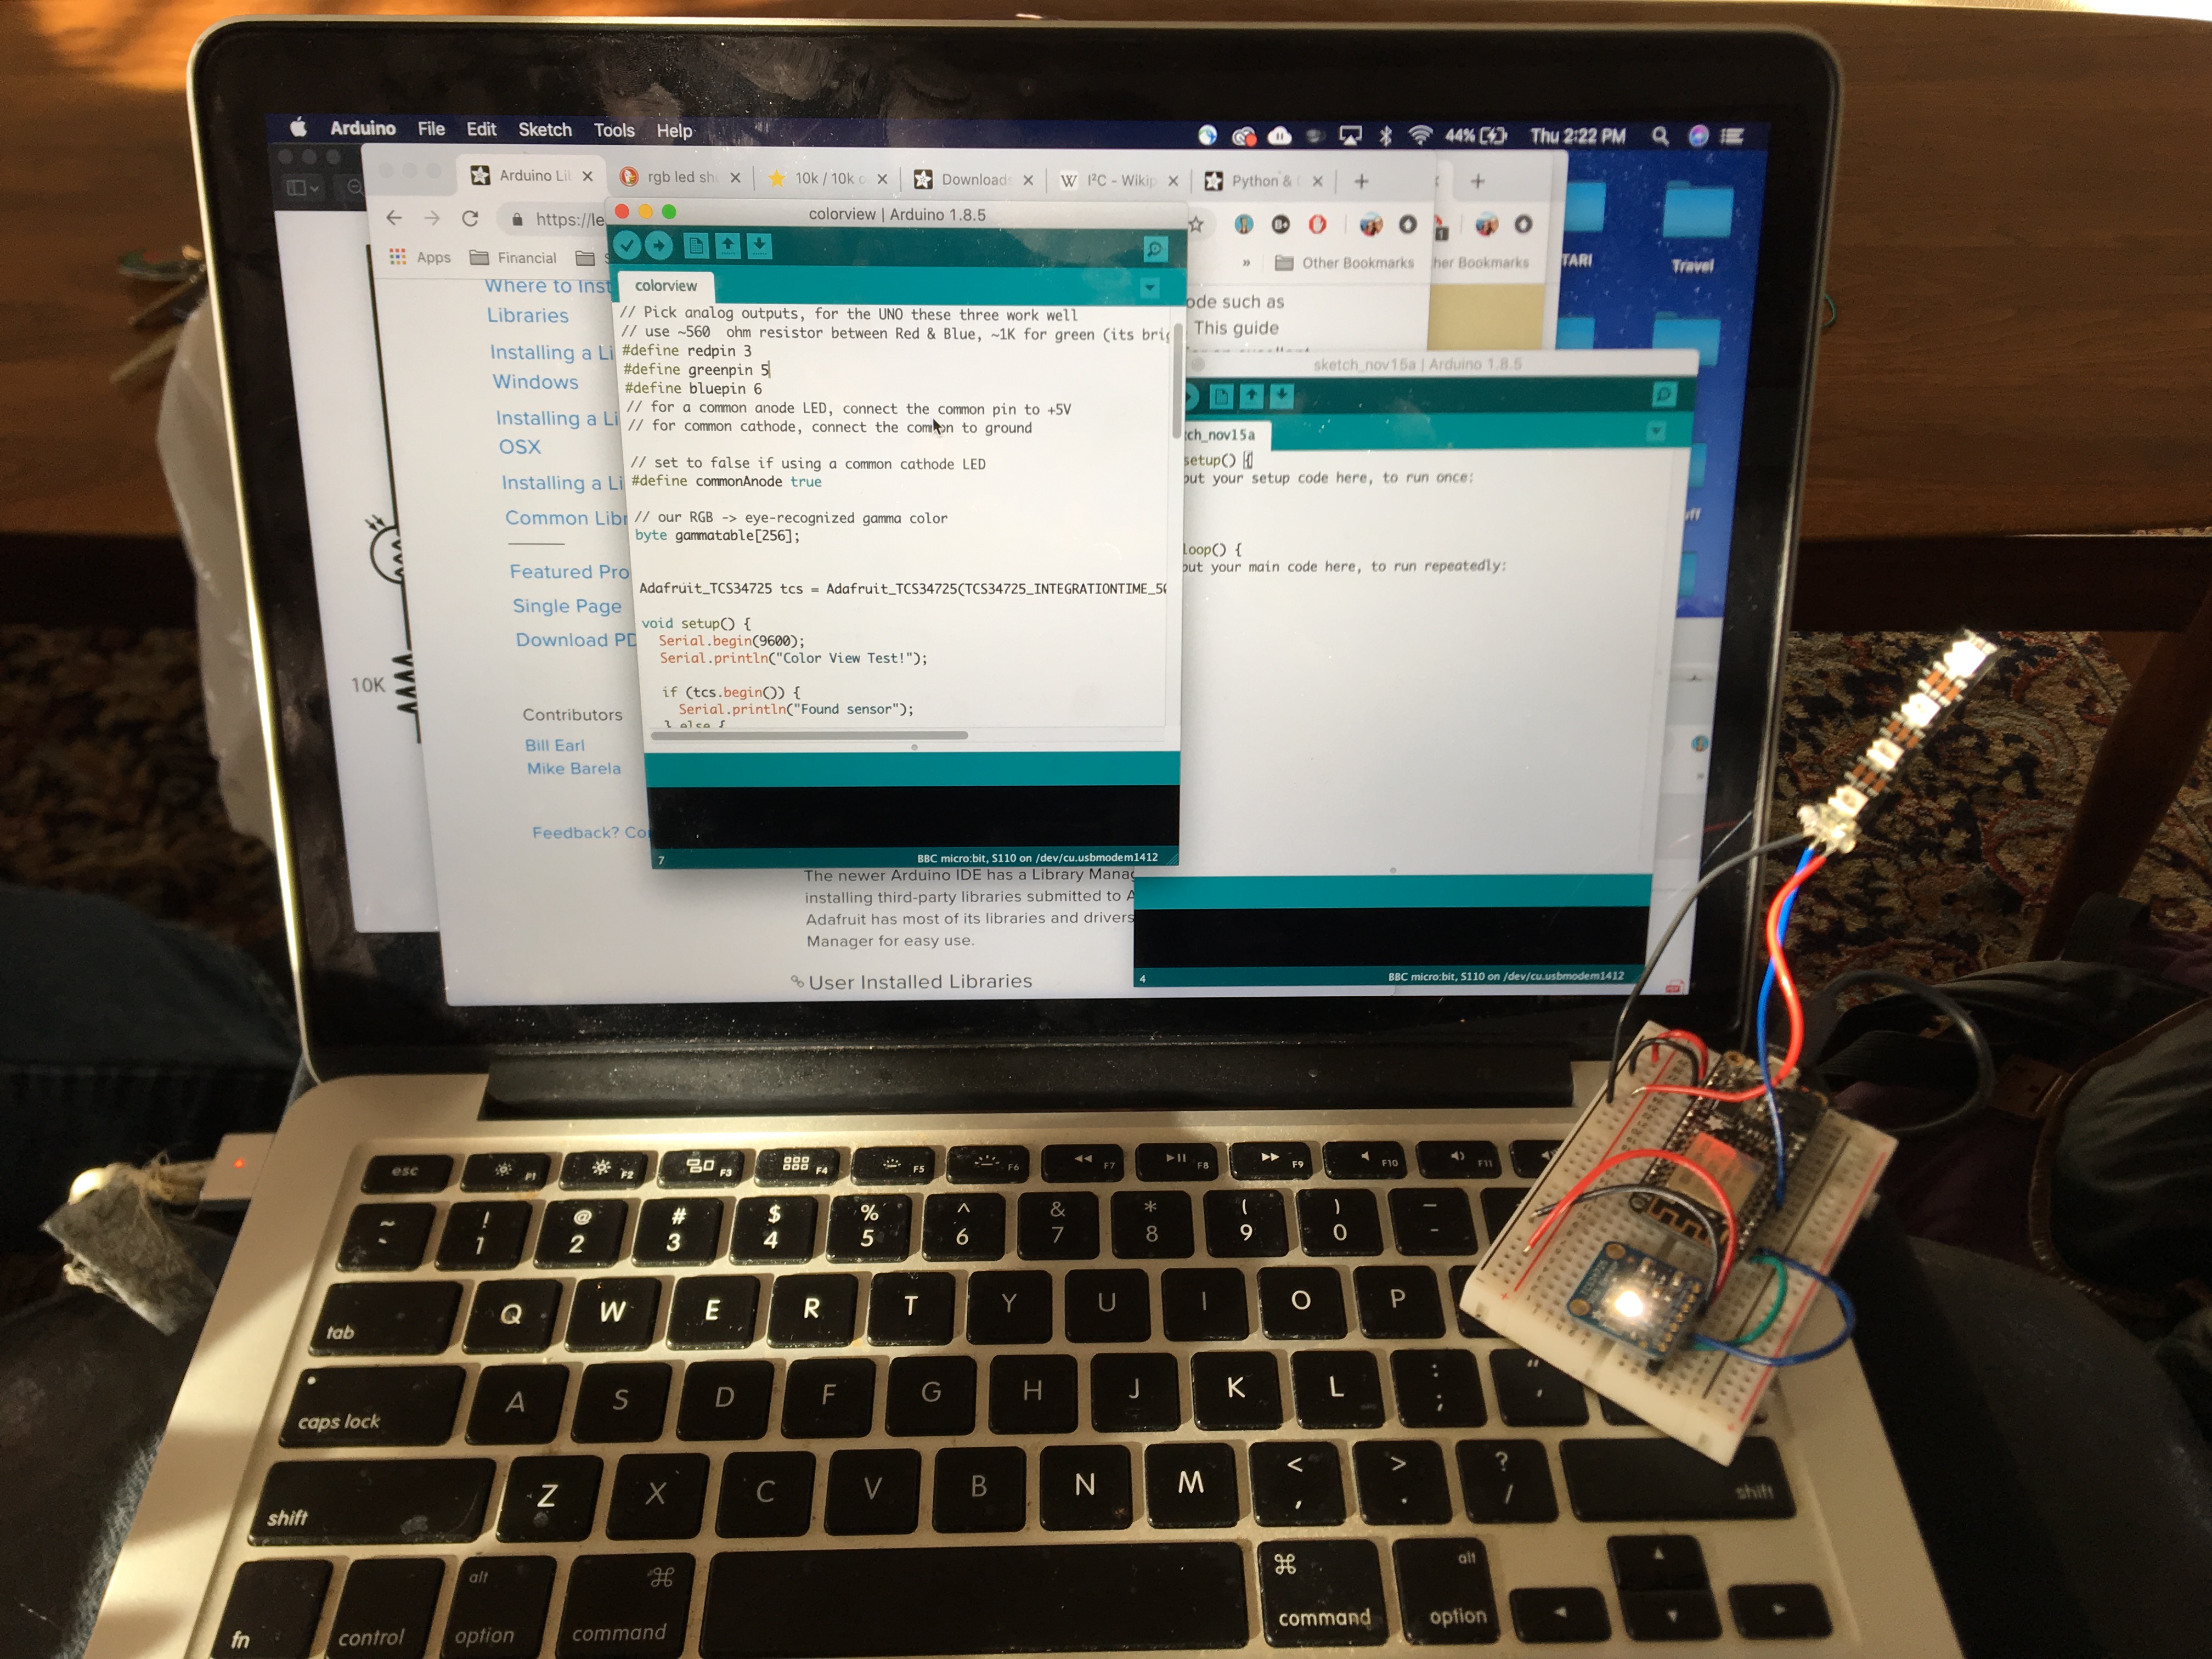 Arduino File Edit Sketch Tools Help
44% Thu 2:22 PM
Arduino Lil
rgb led sh
10k / 10k
Downloads
I²C - Wikip
Python &
https://le
Apps Financial
» Other Bookmarks
her Bookmarks
TARI
Travel
colorview | Arduino 1.8.5
colorview
// Pick analog outputs, for the UNO these three work well
// use ~560 ohm resistor between Red & Blue, ~1K for green (its brig
#define redpin 3
#define greenpin 5
#define bluepin 6
// for a common anode LED, connect the common pin to +5V
// for common cathode, connect the common to ground
// set to false if using a common cathode LED
#define commonAnode true
// our RGB -> eye-recognized gamma color
byte gammatable[256];
Adafruit_TCS34725 tcs = Adafruit_TCS34725(TCS34725_INTEGRATIONTIME_50
void setup() {
Serial.begin(9600);
Serial.println("Color View Test!");
if (tcs.begin()) {
Serial.println("Found sensor");
} else {
7
BBC micro:bit, S110 on /dev/cu.usbmodem1412
Where to Inst
Libraries
Installing a Li
Windows
Installing a Li
OSX
Installing a Li
Common Libr
Featured Pro
Single Page
Download PD
Contributors
Bill Earl
Mike Barela
Feedback? Co
10K
ode such as
This guide
sketch_nov15a | Arduino 1.8.5
tch_nov15a
setup() {
put your setup code here, to run once:
loop() {
put your main code here, to run repeatedly:
4
BBC micro:bit, S110 on /dev/cu.usbmodem1412
The newer Arduino IDE has a Library Manag
installing third-party libraries submitted to A
Adafruit has most of its libraries and drivers
Manager for easy use.
User Installed Libraries
esc F1 F2 F3 F4 F5 F6 F7 F8 F9 F10 F11
~ ! @ # $ % ^ & * ( ) –
` 1 2 3 4 5 6 7 8 9 0 -
tab Q W E R T Y U I O P
caps lock A S D F G H J K L : ; " '
shift Z X C V B N M < , > . ? / shift
fn control alt option ⌘ command ⌘ command alt option